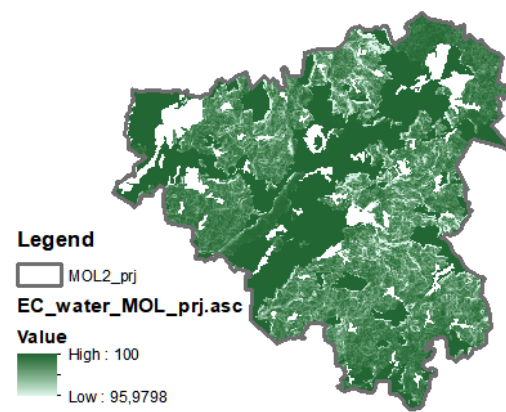 Legend
MOL2_prj
EC_water_MOL_prj.asc
Value
High : 100
Low : 95,9798